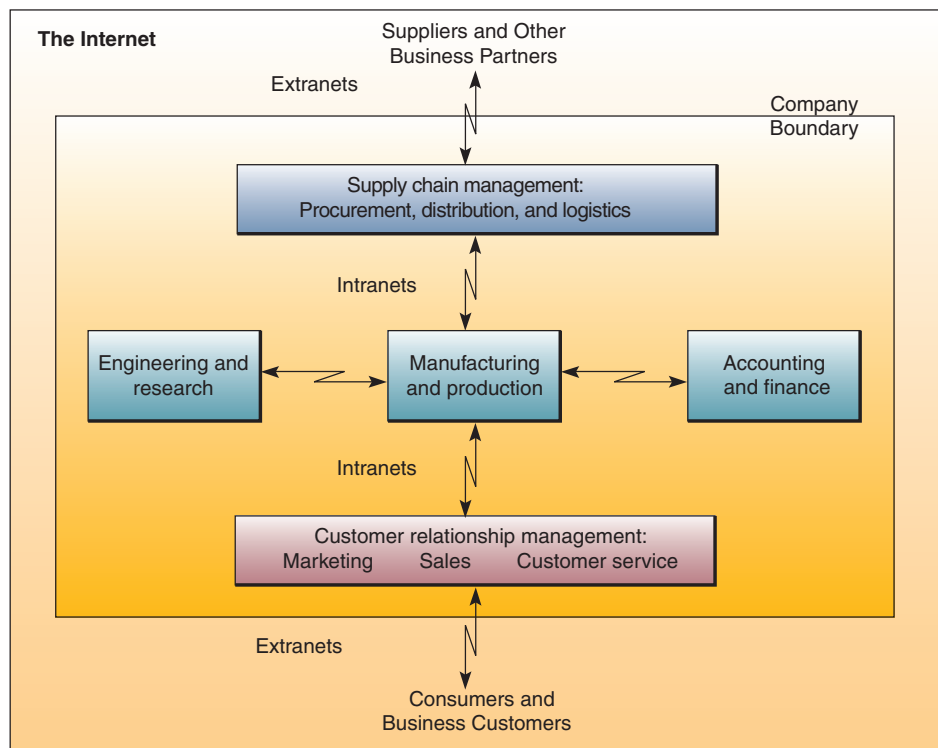 The Internet
Suppliers and Other
Business Partners
Extranets
Company
Boundary
Supply chain management:
Procurement, distribution, and logistics
Intranets
Engineering and
research
Manufacturing
and production
Accounting
and finance
Intranets
Customer relationship management:
Marketing Sales Customer service
Extranets
Consumers and
Business Customers